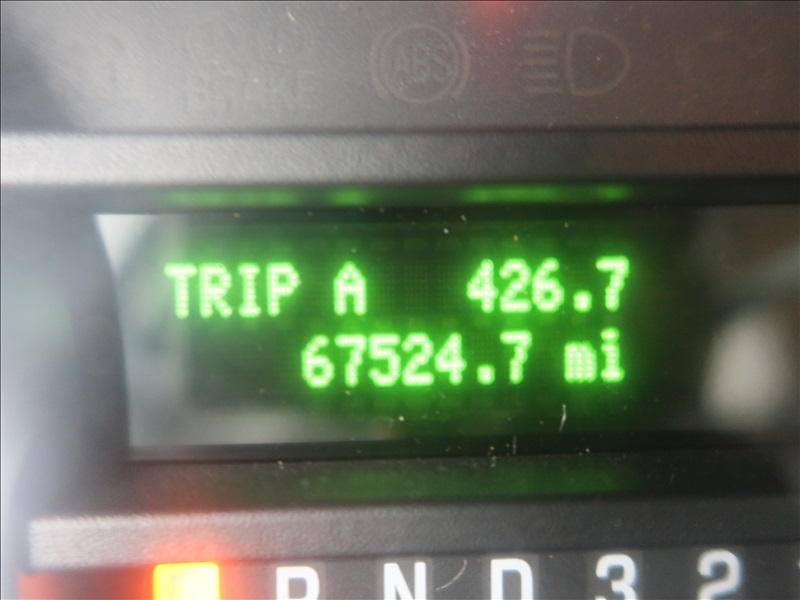 BRAKE
ABS
TRIP A 426.7
67524.7 mi
N D 3 2